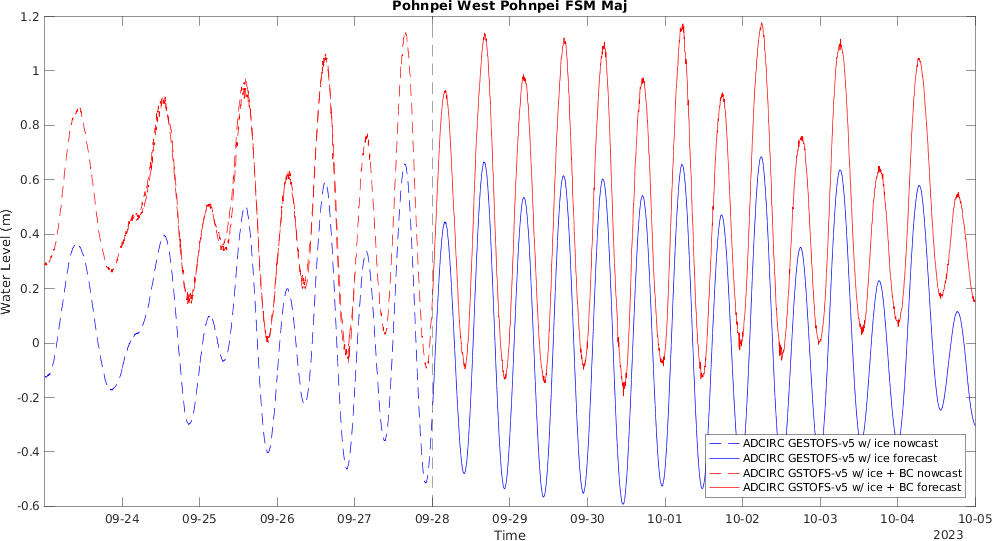 Pohnpei West Pohnpei FSM Maj
Water Level (m)
1.2
1
0.8
0.6
0.4
0.2
0
-0.2
-0.4
-0.6
ADCIRC GESTOFS-v5 w/ ice nowcast
ADCIRC GESTOFS-v5 w/ ice forecast
ADCIRC GSTOFS-v5 w/ ice + BC nowcast
ADCIRC GSTOFS-v5 w/ ice + BC forecast
09-24 09-25 09-26 09-27 09-28 09-29 09-30 10-01 10-02 10-03 10-04 10-05
Time
2023